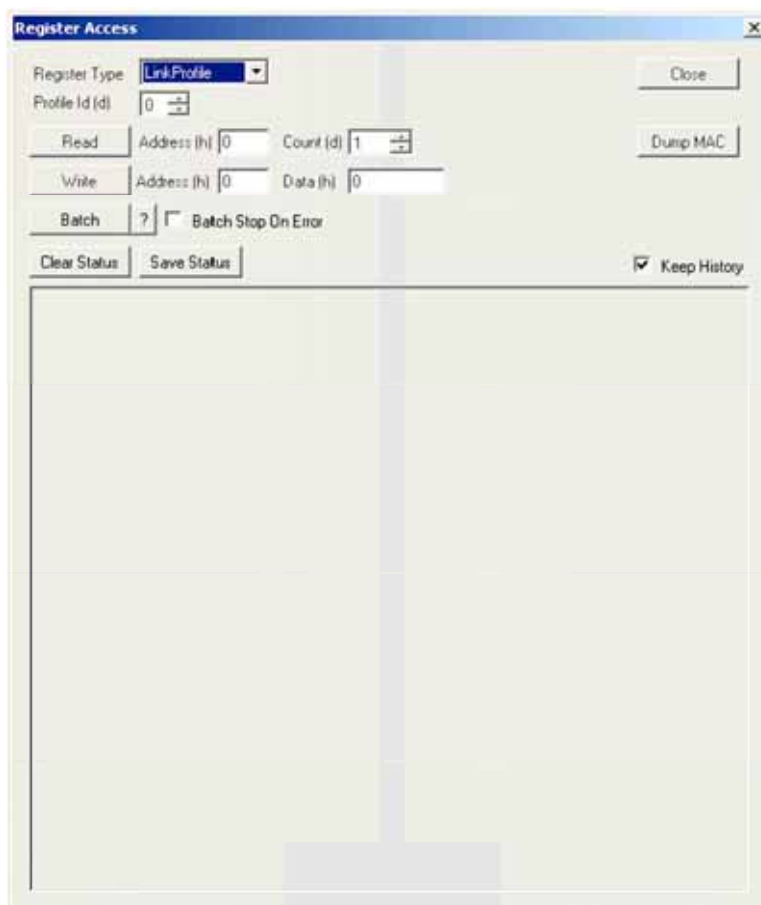 Register Access
Register Type LinkProfile Close
Profile Id (d) 0
Read Address (h) 0 Count (d) 1 Dump MAC
Write Address (h) 0 Data (h) 0
Batch ? Batch Stop On Error
Clear Status Save Status Keep History